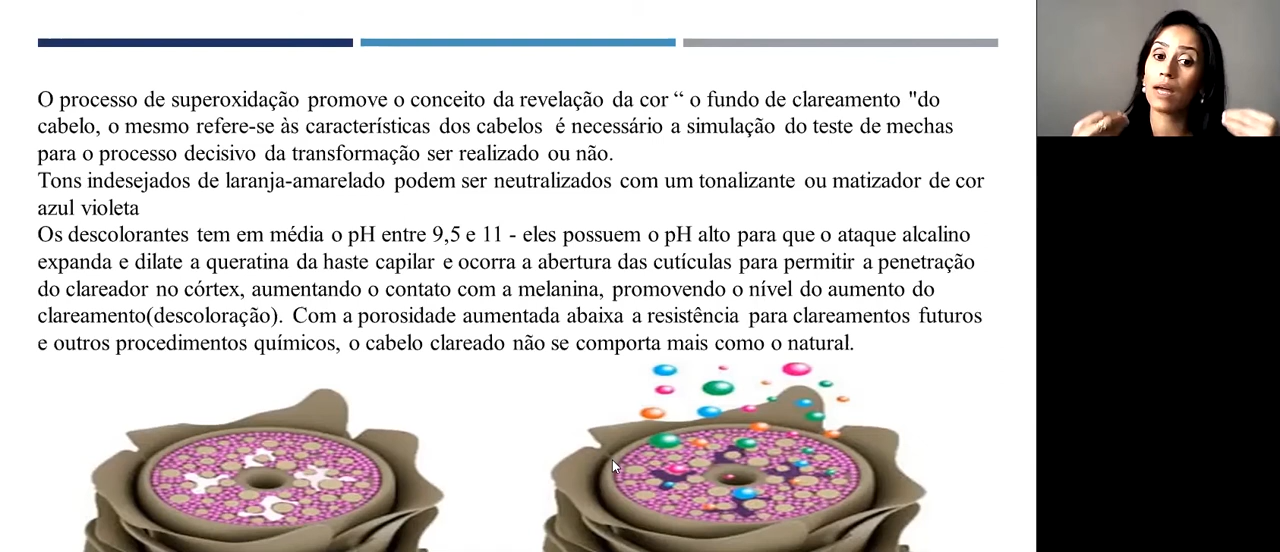 O processo de superoxidação promove o conceito da revelação da cor “ o fundo de clareamento "do
cabelo, o mesmo refere-se às características dos cabelos é necessário a simulação do teste de mechas
para o processo decisivo da transformação ser realizado ou não.
Tons indesejados de laranja-amarelado podem ser neutralizados com um tonalizante ou matizador de cor
azul violeta
Os descolorantes tem em média o pH entre 9,5 e 11 - eles possuem o pH alto para que o ataque alcalino
expanda e dilate a queratina da haste capilar e ocorra a abertura das cutículas para permitir a penetração
do clareador no córtex, aumentando o contato com a melanina, promovendo o nível do aumento do
clareamento(descoloração). Com a porosidade aumentada abaixa a resistência para clareamentos futuros
e outros procedimentos químicos, o cabelo clareado não se comporta mais como o natural.